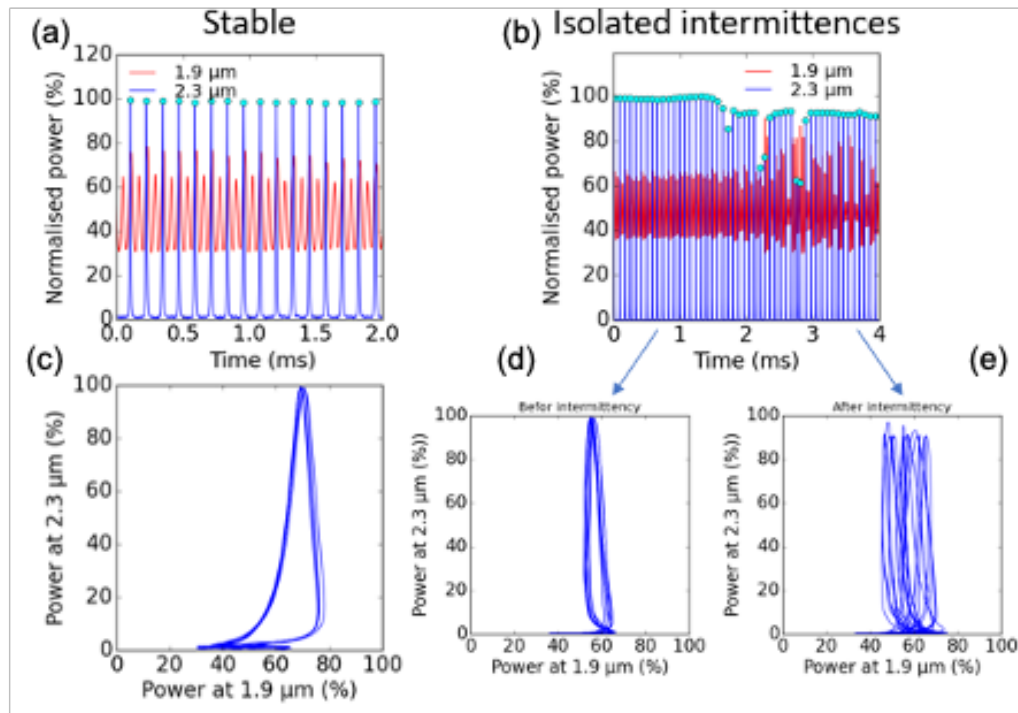 Stable
Isolated intermittences
(a)
Normalised power (%)
120
100
80
60
40
20
0
1.9 μm
2.3 μm
0.0 0.5 1.0 1.5 2.0
Time (ms)
(b)
Normalised power (%)
100
80
60
40
20
0
1.9 μm
2.3 μm
0 1 2 3 4
Time (ms)
(c)
Power at 2.3 μm (%)
100
80
60
40
20
0
0 20 40 60 80 100
Power at 1.9 μm (%)
(d)
Befor intermittency
Power at 2.3 μm (%))
100
80
60
40
20
0
0 20 40 60 80 100
Power at 1.9 μm (%)
(e)
After intermittency
Power at 2.3 μm (%))
100
80
60
40
20
0
0 20 40 60 80 100
Power at 1.9 μm (%)